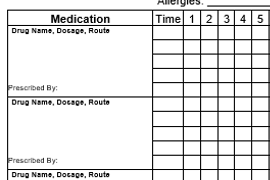 Allergies:
Medication Time 1 2 3 4 5
Drug Name, Dosage, Route
Prescribed By:
Drug Name, Dosage, Route
Prescribed By:
Drug Name, Dosage, Route